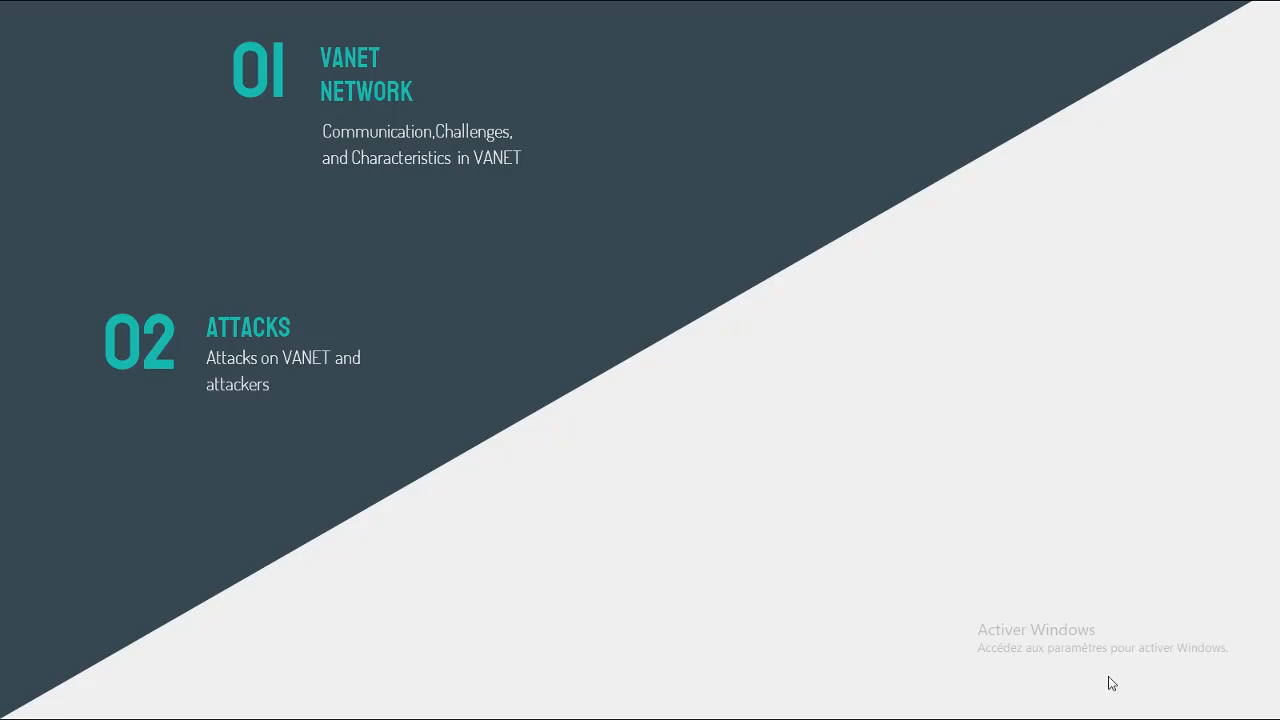 01
VANET
NETWORK
Communication,Challenges,
and Characteristics in VANET
02
ATTACKS
Attacks on VANET and
attackers
Activer Windows
Accédez aux paramètres pour activer Windows.